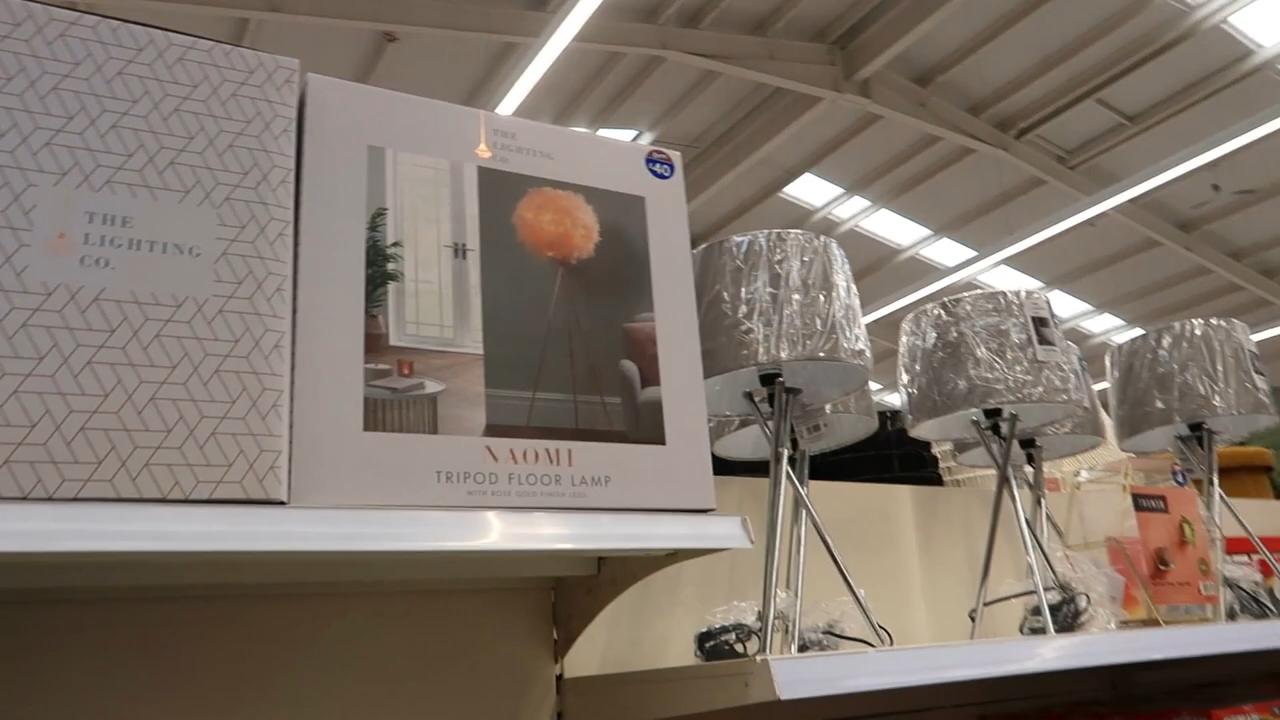 THE
LIGHTING
CO.
THE
LIGHTING
CO.
£40
NAOMI
TRIPOD FLOOR LAMP
WITH ROSE GOLD FINISH LEGS